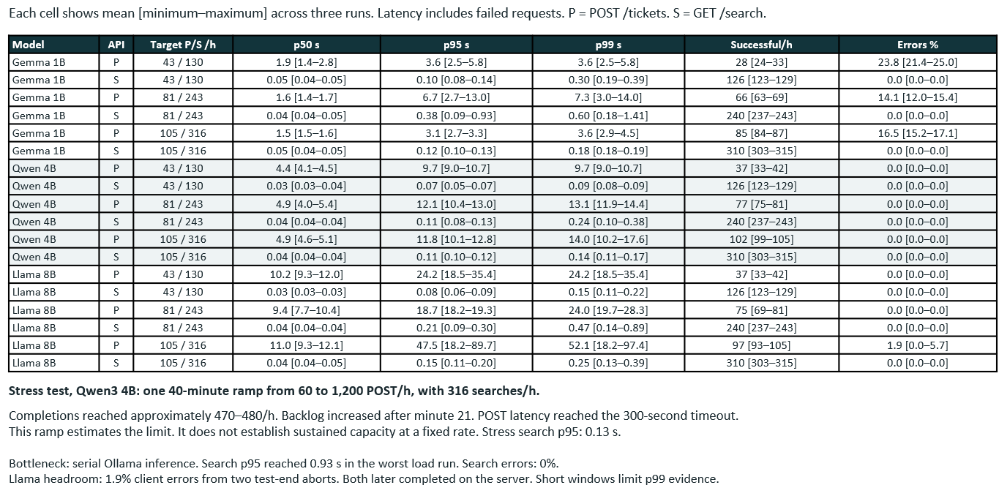 Each cell shows mean [minimum–maximum] across three runs. Latency includes failed requests. P = POST /tickets. S = GET /search.
Model API Target P/S /h p50 s p95 s p99 s Successful/h Errors %
Gemma 1B P 43 / 130 1.9 [1.4–2.8] 3.6 [2.5–5.8] 3.6 [2.5–5.8] 28 [24–33] 23.8 [21.4–25.0]
Gemma 1B S 43 / 130 0.05 [0.04–0.05] 0.10 [0.08–0.14] 0.30 [0.19–0.39] 126 [123–129] 0.0 [0.0–0.0]
Gemma 1B P 81 / 243 1.6 [1.4–1.7] 6.7 [2.7–13.0] 7.3 [3.0–14.0] 66 [63–69] 14.1 [12.0–15.4]
Gemma 1B S 81 / 243 0.04 [0.04–0.05] 0.38 [0.09–0.93] 0.60 [0.18–1.41] 240 [237–243] 0.0 [0.0–0.0]
Gemma 1B P 105 / 316 1.5 [1.5–1.6] 3.1 [2.7–3.3] 3.6 [2.9–4.5] 85 [84–87] 16.5 [15.2–17.1]
Gemma 1B S 105 / 316 0.05 [0.04–0.05] 0.12 [0.10–0.13] 0.18 [0.18–0.19] 310 [303–315] 0.0 [0.0–0.0]
Qwen 4B P 43 / 130 4.4 [4.1–4.5] 9.7 [9.0–10.7] 9.7 [9.0–10.7] 37 [33–42] 0.0 [0.0–0.0]
Qwen 4B S 43 / 130 0.03 [0.03–0.04] 0.07 [0.05–0.07] 0.09 [0.08–0.09] 126 [123–129] 0.0 [0.0–0.0]
Qwen 4B P 81 / 243 4.9 [4.0–5.4] 12.1 [10.4–13.0] 13.1 [11.9–14.4] 77 [75–81] 0.0 [0.0–0.0]
Qwen 4B S 81 / 243 0.04 [0.04–0.04] 0.11 [0.08–0.13] 0.24 [0.10–0.38] 240 [237–243] 0.0 [0.0–0.0]
Qwen 4B P 105 / 316 4.9 [4.6–5.1] 11.8 [10.1–12.8] 14.0 [10.2–17.6] 102 [99–105] 0.0 [0.0–0.0]
Qwen 4B S 105 / 316 0.04 [0.04–0.04] 0.11 [0.10–0.12] 0.14 [0.11–0.17] 310 [303–315] 0.0 [0.0–0.0]
Llama 8B P 43 / 130 10.2 [9.3–12.0] 24.2 [18.5–35.4] 24.2 [18.5–35.4] 37 [33–42] 0.0 [0.0–0.0]
Llama 8B S 43 / 130 0.03 [0.03–0.03] 0.08 [0.06–0.09] 0.15 [0.11–0.22] 126 [123–129] 0.0 [0.0–0.0]
Llama 8B P 81 / 243 9.4 [7.7–10.4] 18.7 [18.2–19.3] 24.0 [19.7–28.3] 75 [69–81] 0.0 [0.0–0.0]
Llama 8B S 81 / 243 0.04 [0.04–0.04] 0.21 [0.09–0.30] 0.47 [0.14–0.89] 240 [237–243] 0.0 [0.0–0.0]
Llama 8B P 105 / 316 11.0 [9.3–12.1] 47.5 [18.2–89.7] 52.1 [18.2–97.4] 97 [93–105] 1.9 [0.0–5.7]
Llama 8B S 105 / 316 0.04 [0.04–0.05] 0.15 [0.11–0.20] 0.25 [0.13–0.39] 310 [303–315] 0.0 [0.0–0.0]
Stress test, Qwen3 4B: one 40-minute ramp from 60 to 1,200 POST/h, with 316 searches/h.
Completions reached approximately 470–480/h. Backlog increased after minute 21. POST latency reached the 300-second timeout.
This ramp estimates the limit. It does not establish sustained capacity at a fixed rate. Stress search p95: 0.13 s.
Bottleneck: serial Ollama inference. Search p95 reached 0.93 s in the worst load run. Search errors: 0%.
Llama headroom: 1.9% client errors from two test-end aborts. Both later completed on the server. Short windows limit p99 evidence.